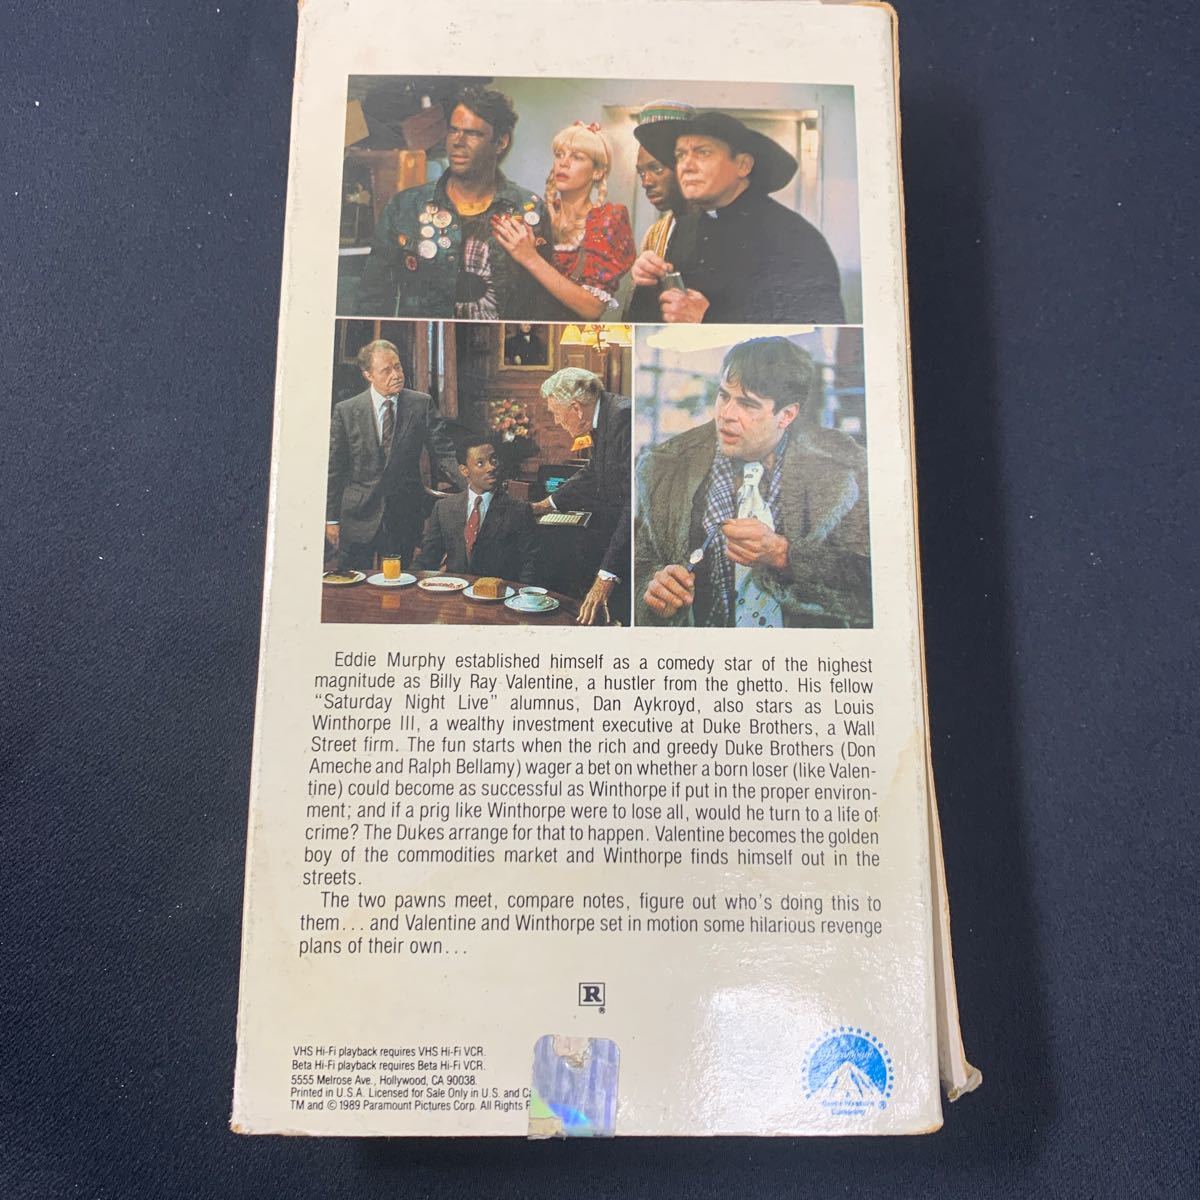 Eddie Murphy established himself as a comedy star of the highest
magnitude as Billy Ray Valentine, a hustler from the ghetto. His fellow
“Saturday Night Live” alumnus, Dan Aykroyd, also stars as Louis
Winthorpe III, a wealthy investment executive at Duke Brothers, a Wall
Street firm. The fun starts when the rich and greedy Duke Brothers (Don
Ameche and Ralph Bellamy) wager a bet on whether a born loser (like Valen-
tine) could become as successful as Winthorpe if put in the proper environ-
ment; and if a prig like Winthorpe were to lose all, would he turn to a life of
crime? The Dukes arrange for that to happen. Valentine becomes the golden
boy of the commodities market and Winthorpe finds himself out in the
streets.
The two pawns meet, compare notes, figure out who's doing this to
them... and Valentine and Winthorpe set in motion some hilarious revenge
plans of their own...
R
®
VHS Hi-Fi playback requires VHS Hi-Fi VCR.
Beta Hi-Fi playback requires Beta Hi-Fi VCR.
5555 Melrose Ave., Hollywood, CA 90038.
Printed in U.S.A. Licensed for Sale Only in U.S. and
TM and © 1989 Paramount Pictures Corp. All Rights
Paramount
Company ®